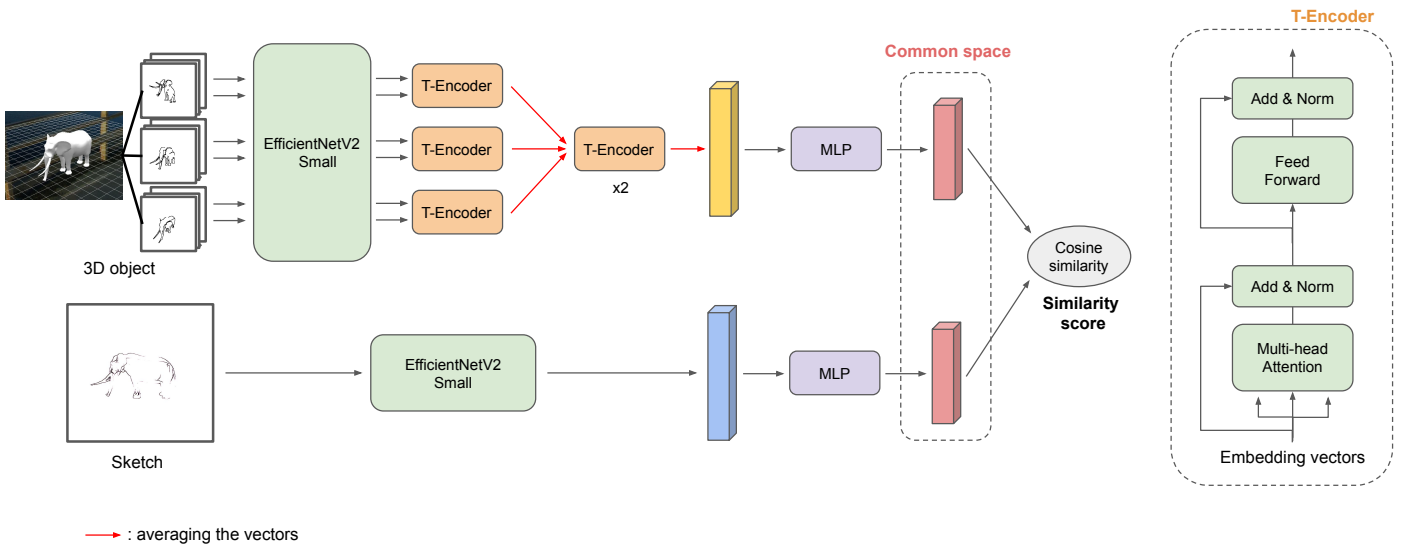 T-Encoder
Common space
T-Encoder
EfficientNetV2
Small
T-Encoder
T-Encoder
x2
T-Encoder
MLP
3D object
Cosine
similarity
Similarity
score
EfficientNetV2
Small
MLP
Sketch
Add & Norm
Feed
Forward
Add & Norm
Multi-head
Attention
Embedding vectors
: averaging the vectors